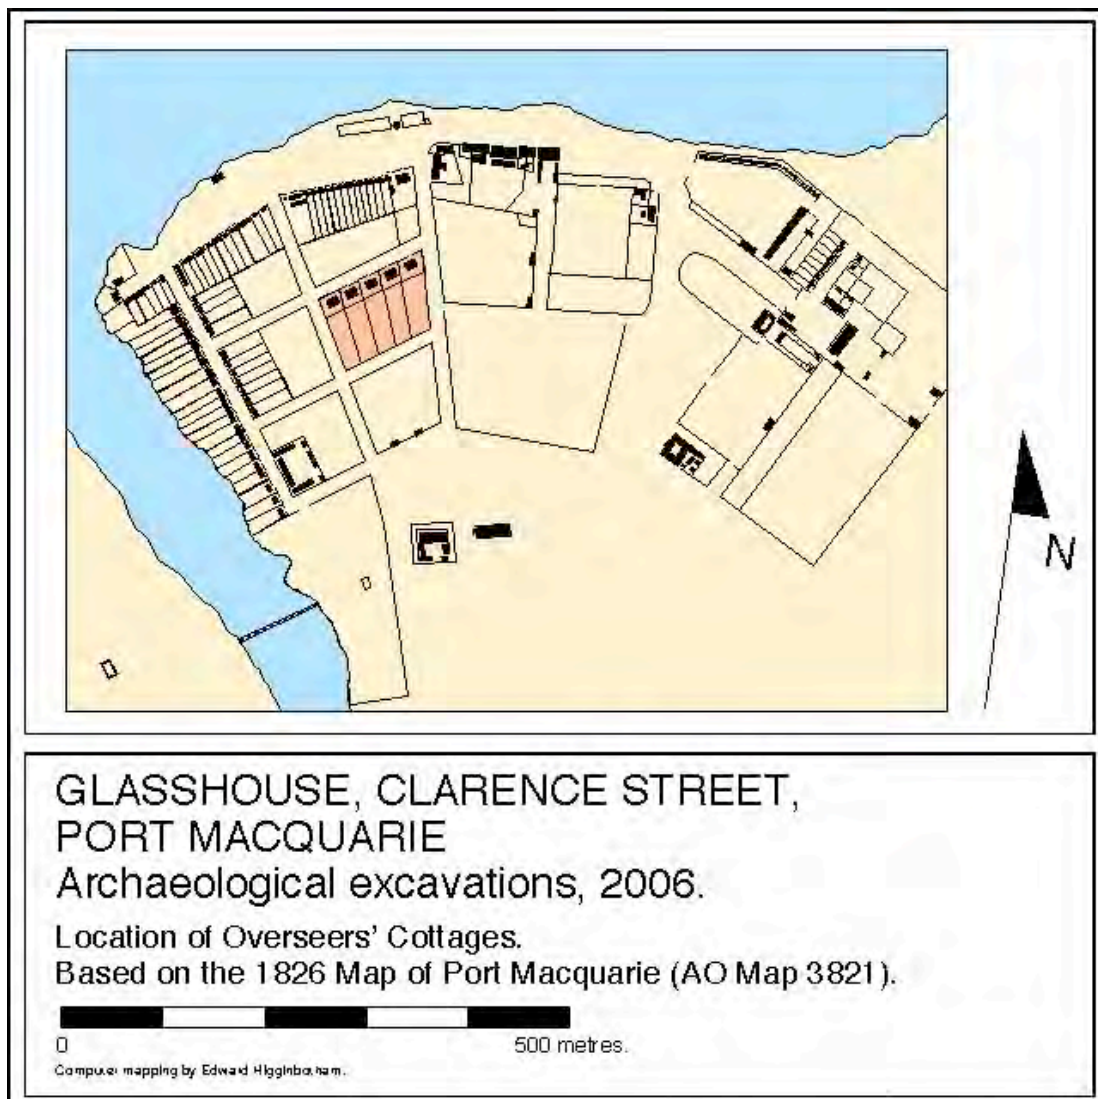 N
GLASSHOUSE, CLARENCE STREET,
PORT MACQUARIE
Archaeological excavations, 2006.
Location of Overseers' Cottages.
Based on the 1826 Map of Port Macquarie (AO Map 3821).
0 500 metres.
Computer mapping by Edward Higginbotham.